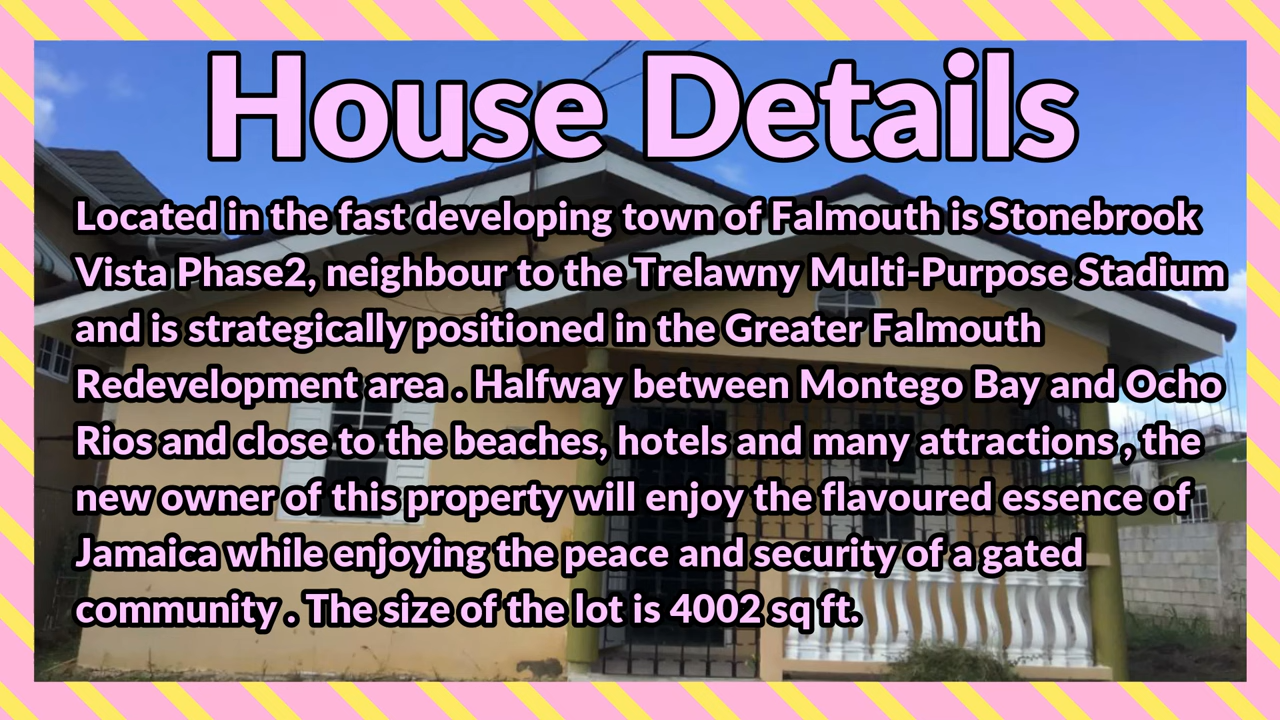 House Details
Located in the fast developing town of Falmouth is Stonebrook
Vista Phase2, neighbour to the Trelawny Multi-Purpose Stadium
and is strategically positioned in the Greater Falmouth
Redevelopment area . Halfway between Montego Bay and Ocho
Rios and close to the beaches, hotels and many attractions , the
new owner of this property will enjoy the flavoured essence of
Jamaica while enjoying the peace and security of a gated
community . The size of the lot is 4002 sq ft.